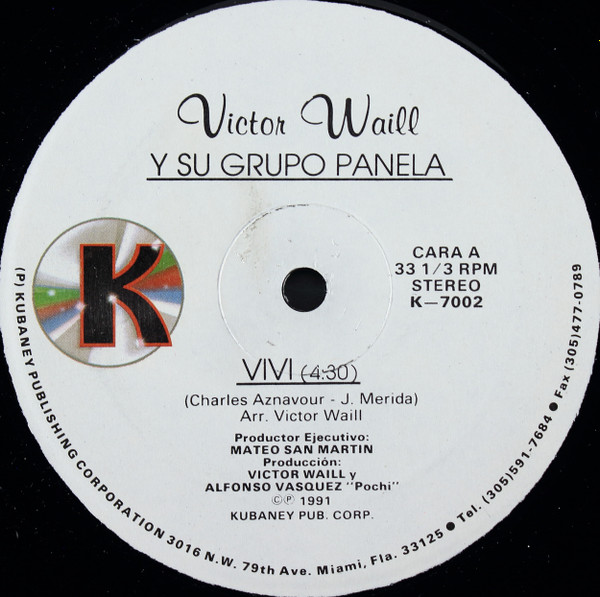 Victor Waill
Y SU GRUPO PANELA
K
CARA A
33 1/3 RPM
STEREO
K-7002
VIVI (4:30)
(Charles Aznavour - J. Merida)
Arr. Victor Waill
Productor Ejecutivo:
MATEO SAN MARTIN
Producción:
VICTOR WAILL y
ALFONSO VASQUEZ "Pochi"
©℗ 1991
KUBANEY PUB. CORP.
(P) KUBANEY PUBLISHING CORPORATION 3016 N.W. 79th Ave. Miami, Fla. 33125 ● Tel. (305)591-7684 ● Fax (305)477-0789